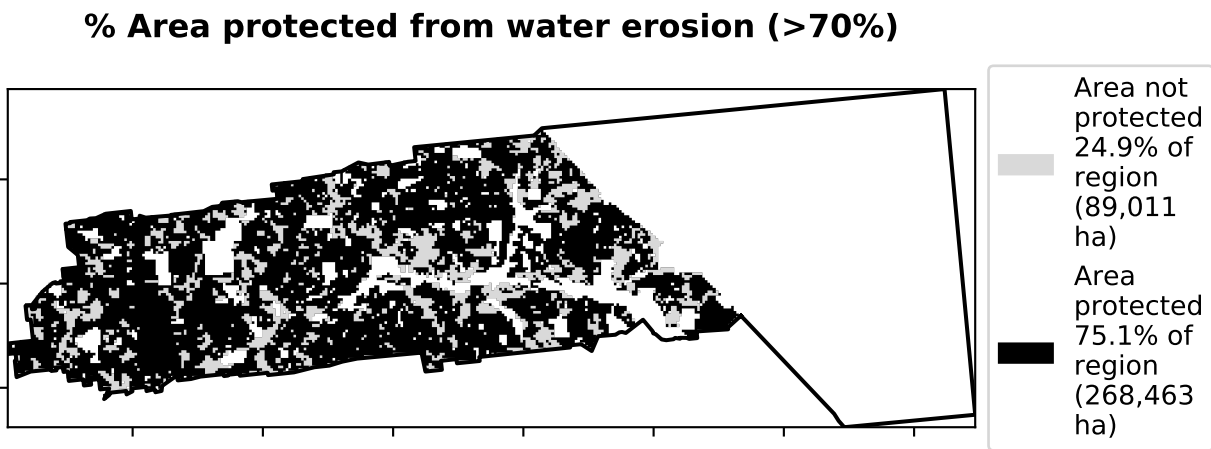 % Area protected from water erosion (>70%)
Area not
protected
24.9% of
region
(89,011
ha)
Area
protected
75.1% of
region
(268,463
ha)